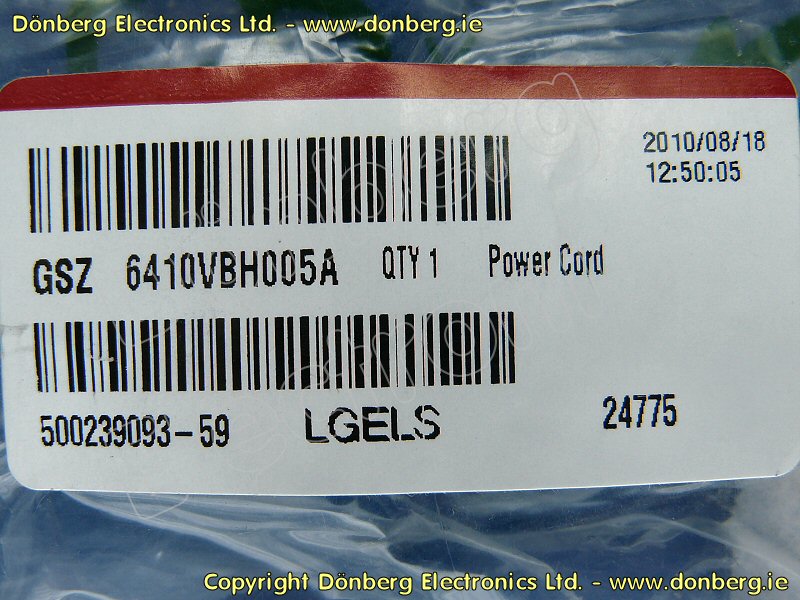 Dönberg Electronics Ltd. - www.donberg.ie
2010/08/18
12:50:05
GSZ 6410VBH005A QTY 1 Power Cord
500239093-59 LGELS 24775
Copyright Dönberg Electronics Ltd. - www.donberg.ie